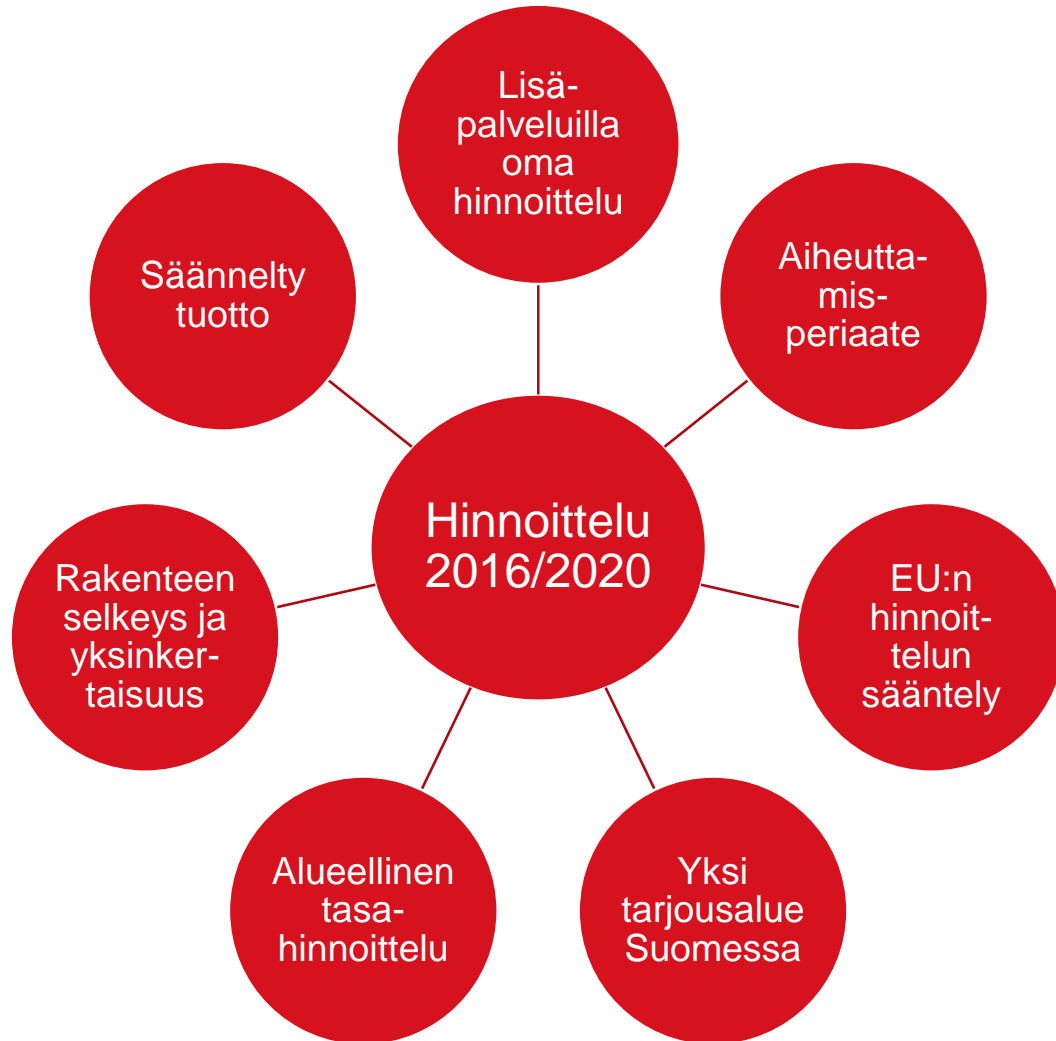 Lisä-
palveluilla
oma
hinnoittelu
Säännelty
tuotto
Aiheutta-
mis-
periaate
Hinnoittelu
2016/2020
Rakenteen
selkeys ja
yksinker-
taisuus
EU:n
hinnoit-
telun
sääntely
Alueellinen
tasa-
hinnoittelu
Yksi
tarjousalue
Suomessa